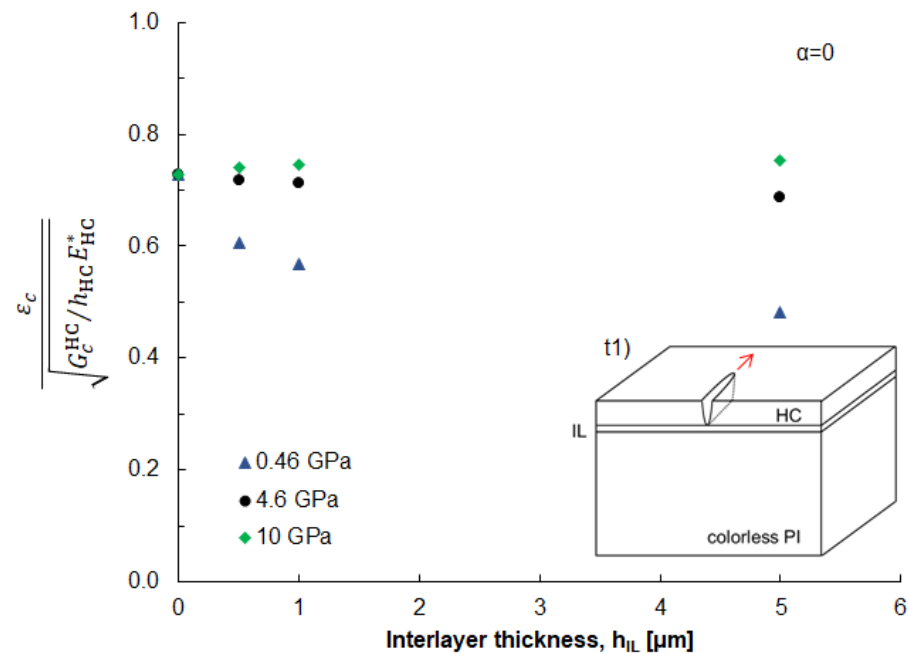 1.0
α=0
0.8
0.6
0.4
0.2
0.0
ε_c
√G_c^HC/h_HC E*_HC
t1)
HC
IL
colorless PI
0.46 GPa
4.6 GPa
10 GPa
0 1 2 3 4 5 6
Interlayer thickness, h_IL [µm]